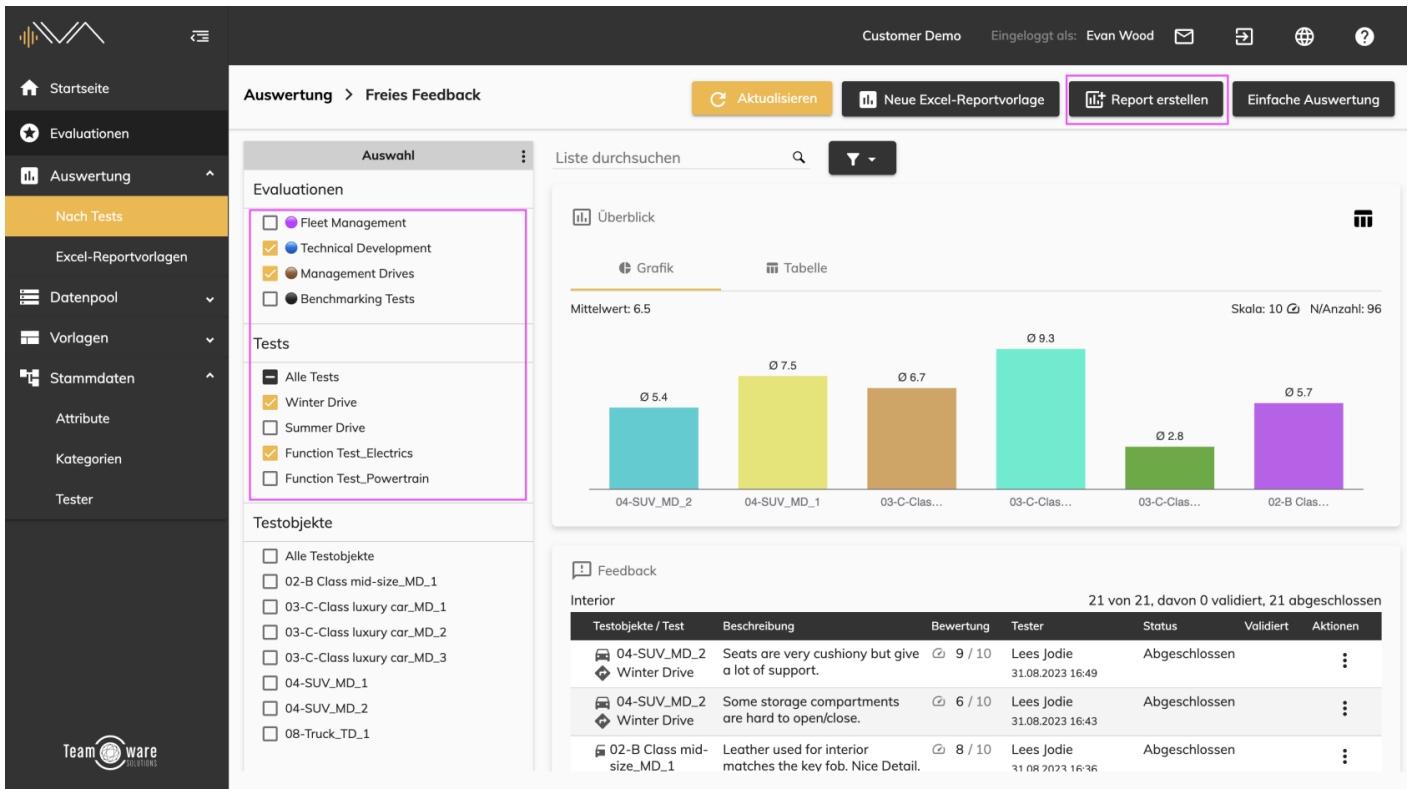 Customer Demo Eingeloggt als: Evan Wood
Startseite
Evaluationen
Auswertung
Nach Tests
Excel-Reportvorlagen
Datenpool
Vorlagen
Stammdaten
Attribute
Kategorien
Tester
Team ware
SOLUTIONS
Auswertung > Freies Feedback
Aktualisieren
Neue Excel-Reportvorlage
Report erstellen
Einfache Auswertung
Auswahl
Evaluationen
Fleet Management
Technical Development
Management Drives
Benchmarking Tests
Tests
Alle Tests
Winter Drive
Summer Drive
Function Test_Electrics
Function Test_Powertrain
Testobjekte
Alle Testobjekte
02-B Class mid-size_MD_1
03-C-Class luxury car_MD_1
03-C-Class luxury car_MD_2
03-C-Class luxury car_MD_3
04-SUV_MD_1
04-SUV_MD_2
08-Truck_TD_1
Liste durchsuchen
Überblick
Grafik Tabelle
Mittelwert: 6.5 Skala: 10 N/Anzahl: 96
Ø 5.4 Ø 7.5 Ø 6.7 Ø 9.3 Ø 2.8 Ø 5.7
04-SUV_MD_2 04-SUV_MD_1 03-C-Clas... 03-C-Clas... 03-C-Clas... 02-B Clas...
Feedback
Interior 21 von 21, davon 0 validiert, 21 abgeschlossen
Testobjekte / Test Beschreibung Bewertung Tester Status Validiert Aktionen
04-SUV_MD_2 Seats are very cushiony but give 9 / 10 Lees Jodie Abgeschlossen
Winter Drive a lot of support. 31.08.2023 16:49
04-SUV_MD_2 Some storage compartments 6 / 10 Lees Jodie Abgeschlossen
Winter Drive are hard to open/close. 31.08.2023 16:43
02-B Class mid- Leather used for interior 8 / 10 Lees Jodie Abgeschlossen
size_MD_1 matches the key fob. Nice Detail. 31.08.2023 16:36